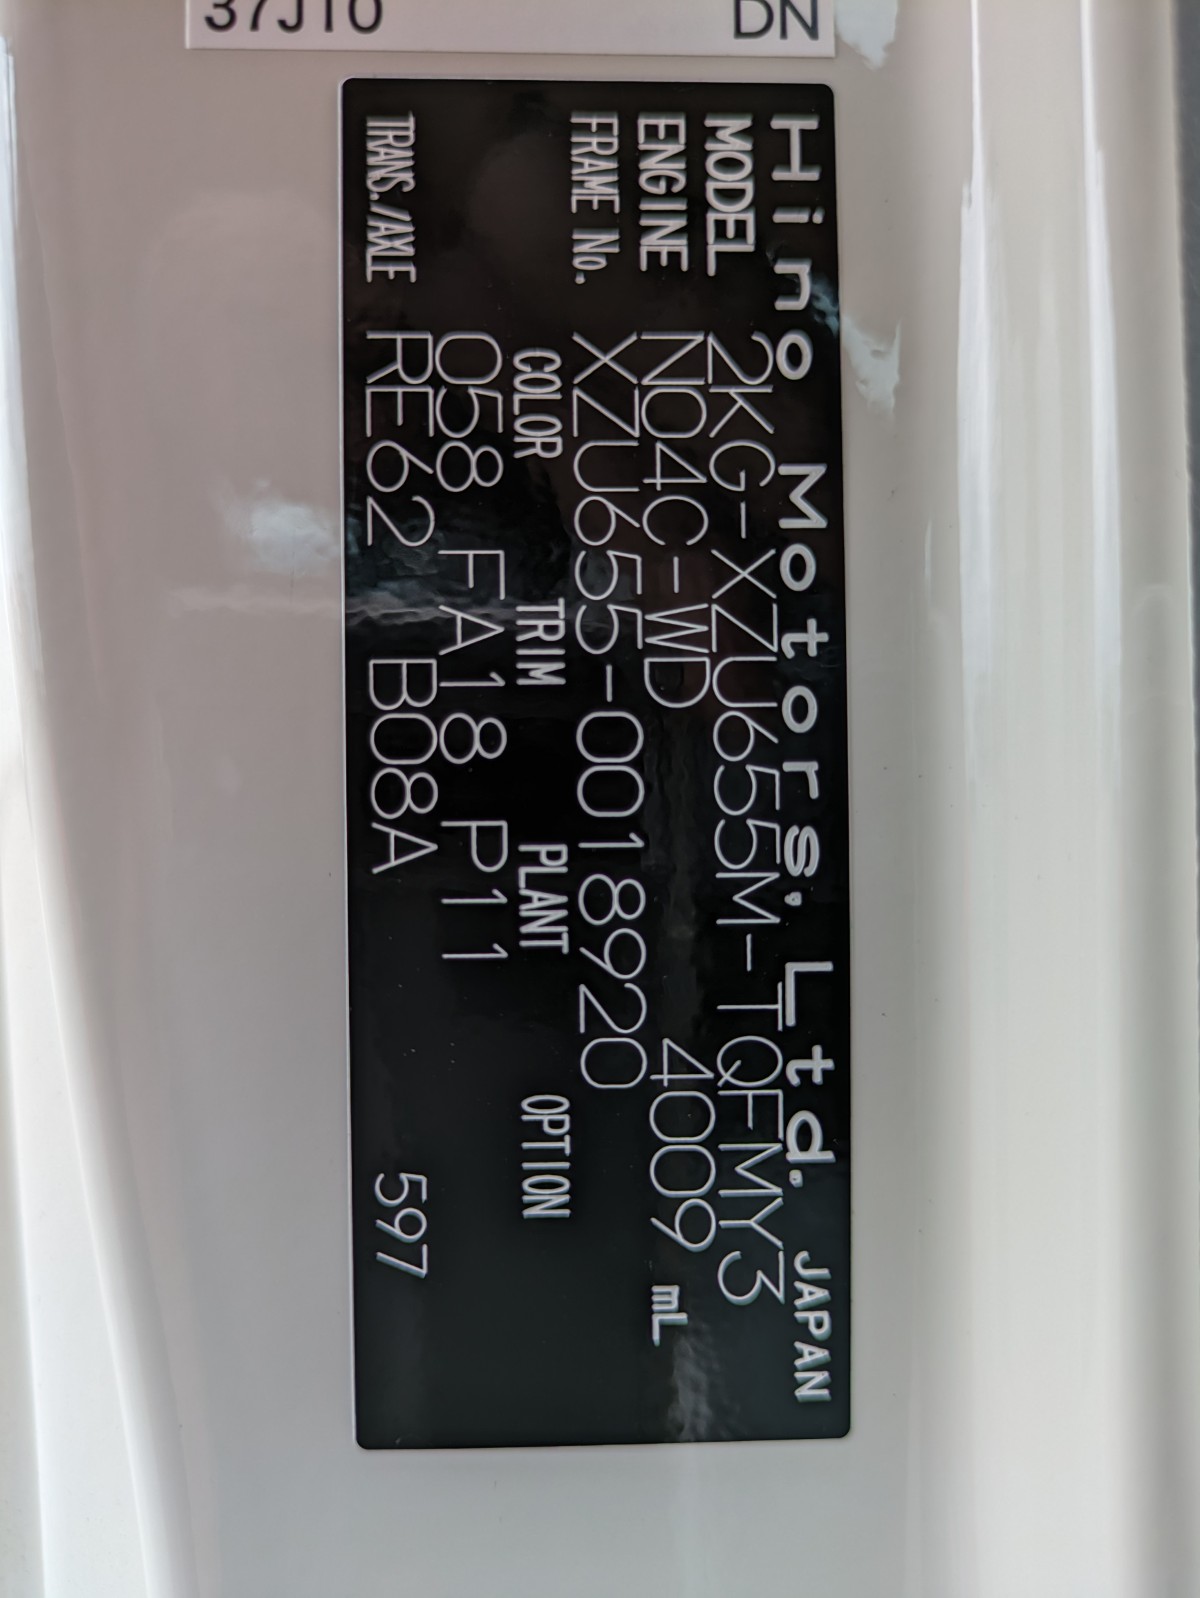 37J10 DN
Hino Motors, Ltd. JAPAN
MODEL 2KG-XZU655M-TQFMY3
ENGINE N04C-WD 4009 mL
FRAME No. XZU655-0018920
COLOR TRIM PLANT OPTION
058 FA18 P11
TRANS./AXLE RE62 B08A 597